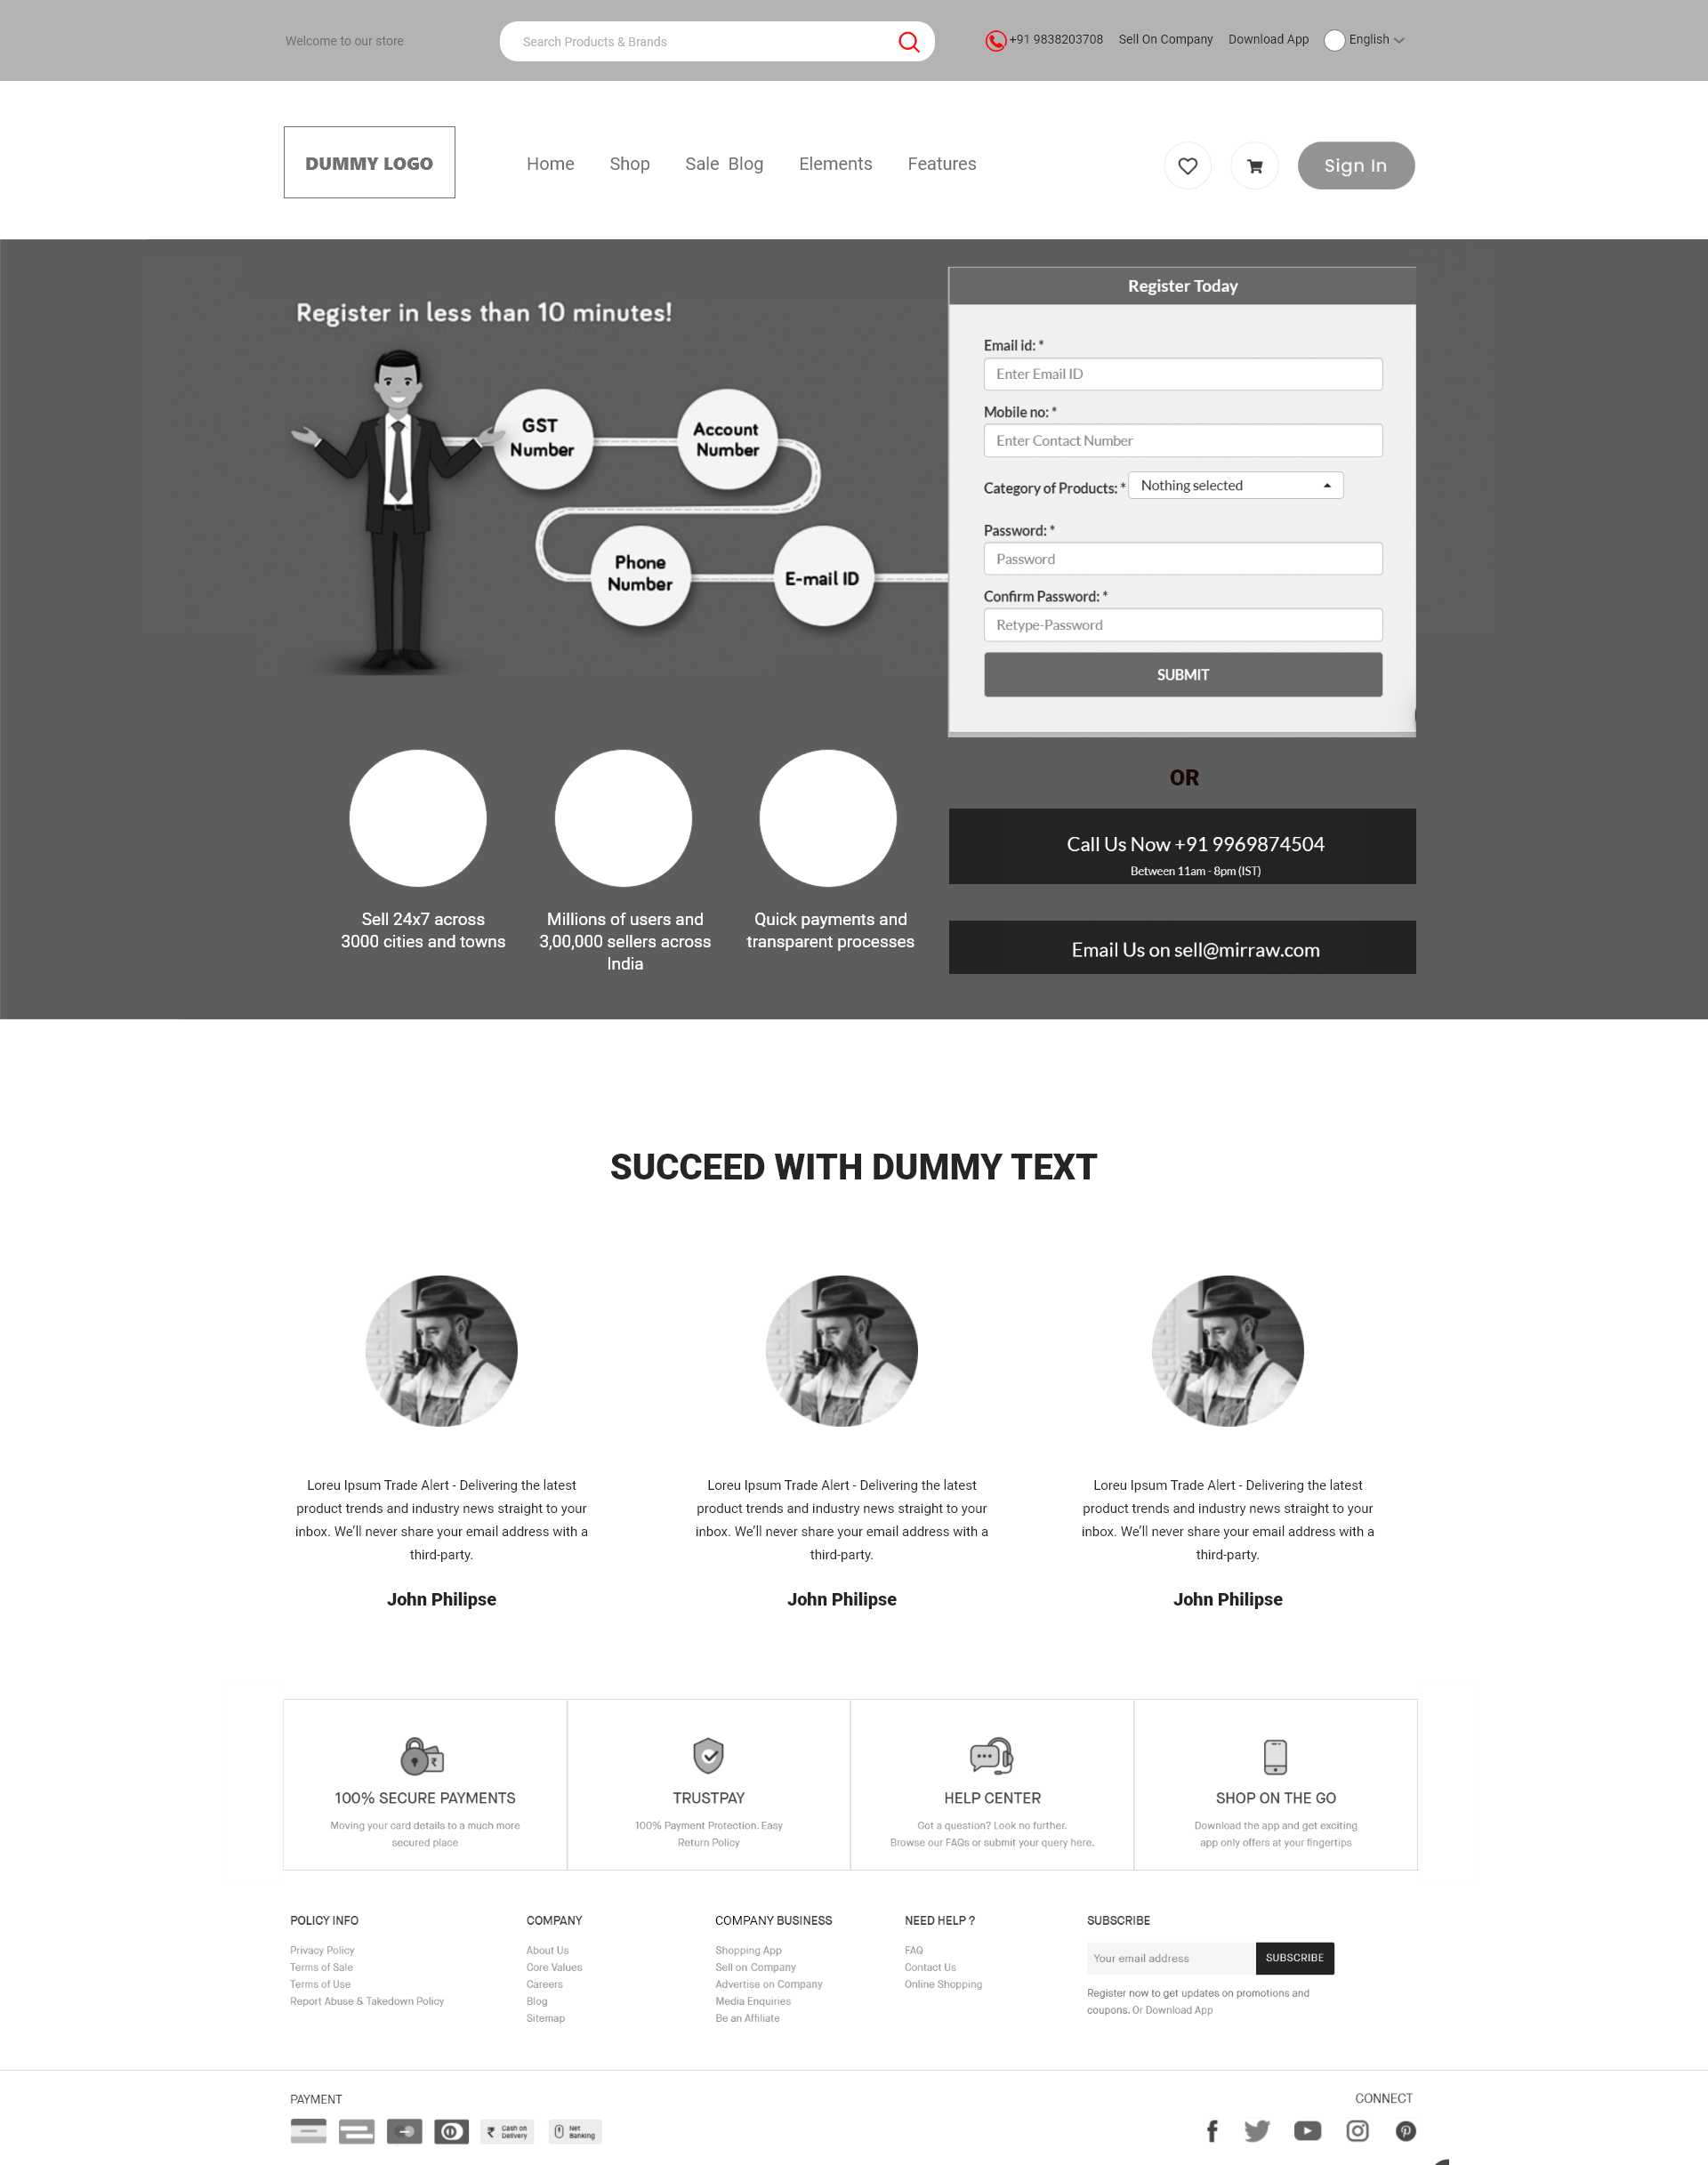 Welcome to our store
Search Products & Brands
+91 9838203708 Sell On Company Download App English
DUMMY LOGO
Home Shop Sale Blog Elements Features
Sign In
Register in less than 10 minutes!
GST
Number
Account
Number
Phone
Number
E-mail ID
Register Today
Email id: *
Enter Email ID
Mobile no: *
Enter Contact Number
Category of Products: * Nothing selected
Password: *
Password
Confirm Password: *
Retype-Password
SUBMIT
OR
Call Us Now +91 9969874504
Between 11am - 8pm (IST)
Email Us on sell@mirraw.com
Sell 24x7 across
3000 cities and towns
Millions of users and
3,00,000 sellers across
India
Quick payments and
transparent processes
SUCCEED WITH DUMMY TEXT
Loreu Ipsum Trade Alert - Delivering the latest
product trends and industry news straight to your
inbox. We'll never share your email address with a
third-party.
John Philipse
Loreu Ipsum Trade Alert - Delivering the latest
product trends and industry news straight to your
inbox. We'll never share your email address with a
third-party.
John Philipse
Loreu Ipsum Trade Alert - Delivering the latest
product trends and industry news straight to your
inbox. We'll never share your email address with a
third-party.
John Philipse
₹
100% SECURE PAYMENTS
Moving your card details to a much more
secured place
TRUSTPAY
100% Payment Protection. Easy
Return Policy
HELP CENTER
Got a question? Look no further.
Browse our FAQs or submit your query here.
SHOP ON THE GO
Download the app and get exciting
app only offers at your fingertips
POLICY INFO
Privacy Policy
Terms of Sale
Terms of Use
Report Abuse & Takedown Policy
COMPANY
About Us
Core Values
Careers
Blog
Sitemap
COMPANY BUSINESS
Shopping App
Sell on Company
Advertise on Company
Media Enquiries
Be an Affiliate
NEED HELP ?
FAQ
Contact Us
Online Shopping
SUBSCRIBE
Your email address SUBSCRIBE
Register now to get updates on promotions and
coupons. Or Download App
PAYMENT
₹ Cash on
Delivery
Net
Banking
CONNECT